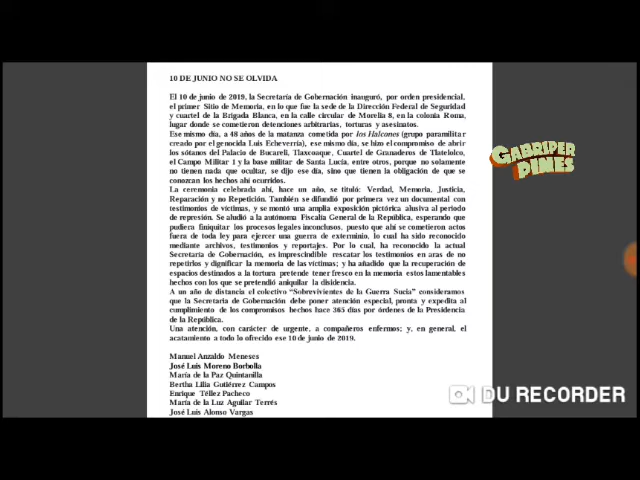 10 DE JUNIO NO SE OLVIDA
El 10 de junio de 2019, la Secretaría de Gobernación inauguró, por orden presidencial,
el primer Sitio de Memoria, en lo que fue la sede de la Dirección Federal de Seguridad
y cuartel de la Brigada Blanca, en la calle circular de Morelia 8, en la colonia Roma,
lugar donde se cometieron detenciones arbitrarias, torturas y asesinatos.
Ese mismo día, a 48 años de la matanza cometida por los Halcones (grupo paramilitar
creado por el genocida Luis Echeverría), ese mismo día, se hizo el compromiso de abrir
los sótanos del Palacio de Bucareli, Tlaxcoaque, Cuartel de Granaderos de Tlatelolco,
el Campo Militar 1 y la base militar de Santa Lucía, entre otros, porque no solamente
no tienen nada que ocultar, se dijo ese día, sino que tienen la obligación de que se
conozcan los hechos ahí ocurridos.
La ceremonia celebrada ahí, hace un año, se tituló: Verdad, Memoria, Justicia,
Reparación y no Repetición. También se difundió por primera vez un documental con
testimonios de víctimas, y se montó una amplia exposición pictórica alusiva al periodo
de represión. Se aludió a la autónoma Fiscalía General de la República, esperando que
pudiera finiquitar los procesos legales inconclusos, puesto que ahí se cometieron actos
fuera de toda ley para ejercer una guerra de exterminio, lo cual ha sido reconocido
mediante archivos, testimonios y reportajes. Por lo cual, ha reconocido la actual
Secretaría de Gobernación, es imprescindible rescatar los testimonios en aras de no
repetirlos y dignificar la memoria de las víctimas; y ha añadido que la recuperación de
espacios destinados a la tortura pretende tener fresco en la memoria estos lamentables
hechos con los que se pretendió aniquilar la disidencia.
A un año de distancia el colectivo "Sobrevivientes de la Guerra Sucia" consideramos
que la Secretaría de Gobernación debe poner atención especial, pronta y expedita al
cumplimiento de los compromisos hechos hace 365 días por órdenes de la Presidencia
de la República.
Una atención, con carácter de urgente, a compañeros enfermos; y, en general, el
acatamiento a todo lo ofrecido ese 10 de junio de 2019.
Manuel Anzaldo Meneses
José Luis Moreno Borbolla
María de la Paz Quintanilla
Bertha Lilia Gutiérrez Campos
Enrique Téllez Pacheco
María de la Luz Aguilar Terrés
José Luis Alonso Vargas
GABRIPER
PINES
DU RECORDER